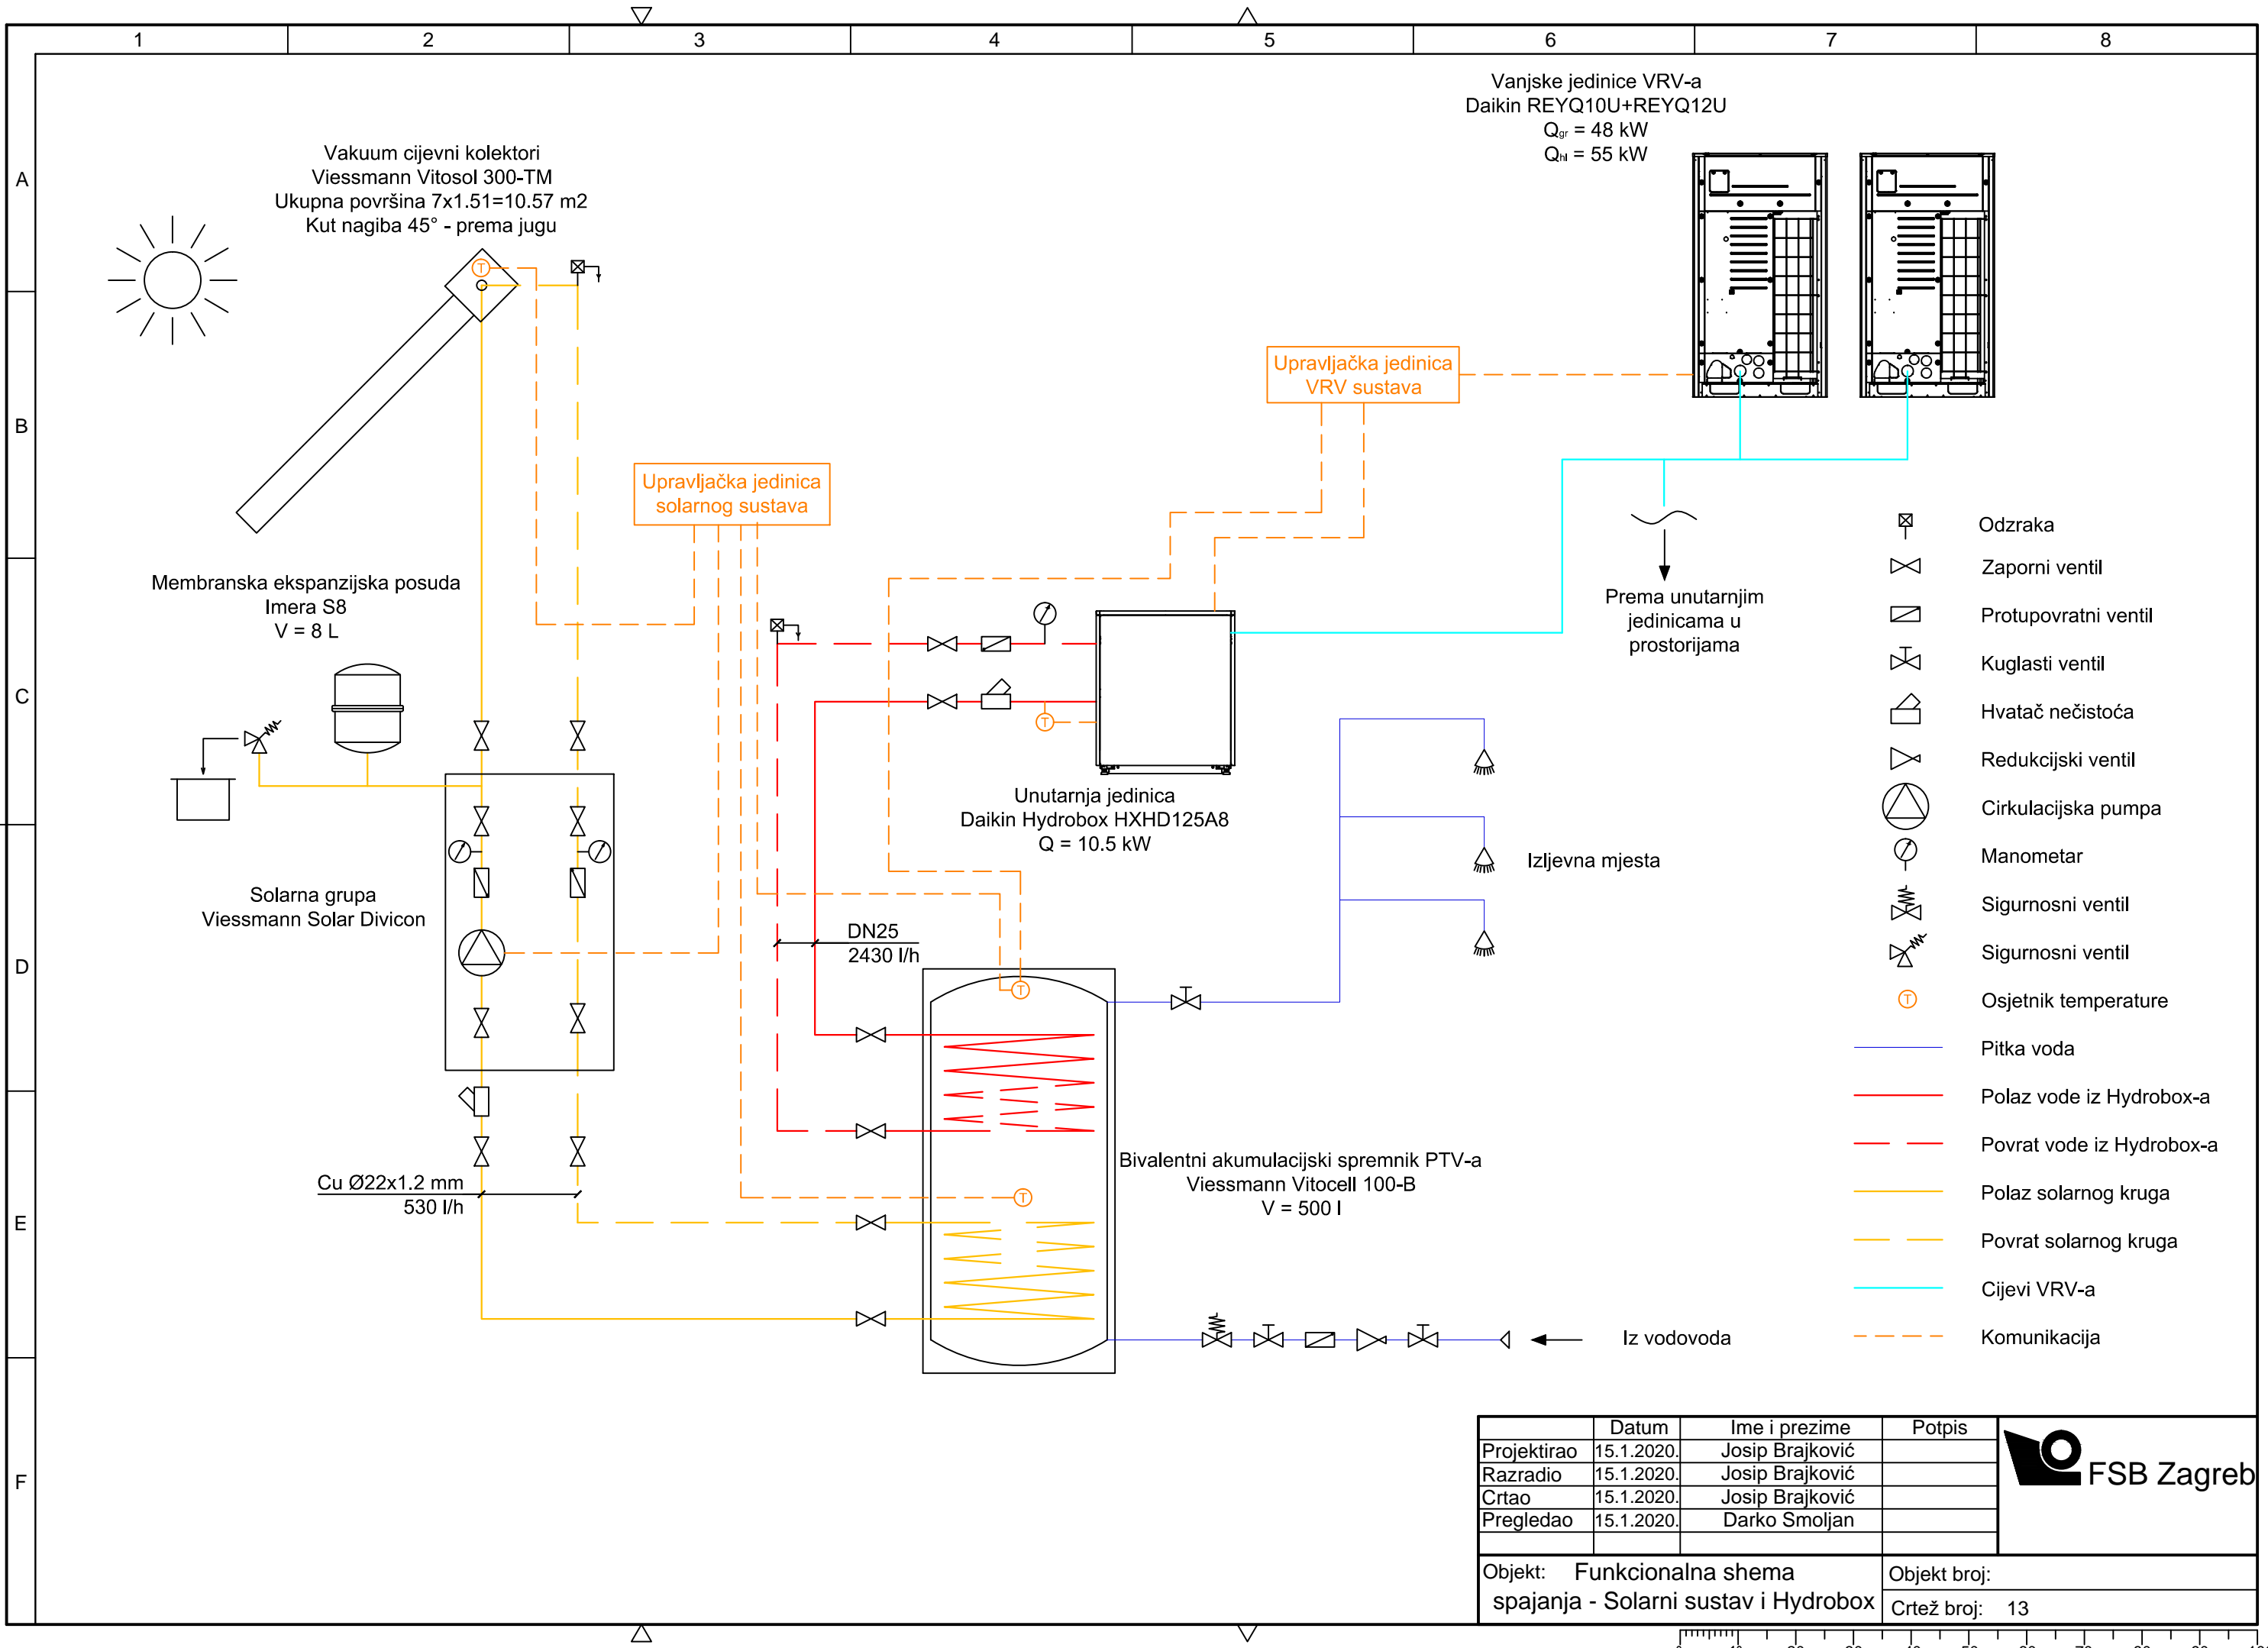 1
2
3
4
5
6
7
8
A
B
C
D
E
F
Vakuum cijevni kolektori
Viessmann Vitosol 300-TM
Ukupna površina 7x1.51=10.57 m2
Kut nagiba 45° - prema jugu
T
Vanjske jedinice VRV-a
Daikin REYQ10U+REYQ12U
Qgr = 48 kW
Qhl = 55 kW
Upravljačka jedinica
VRV sustava
Upravljačka jedinica
solarnog sustava
Membranska ekspanzijska posuda
Imera S8
V = 8 L
Prema unutarnjim
jedinicama u
prostorijama
T
Unutarnja jedinica
Daikin Hydrobox HXHD125A8
Q = 10.5 kW
Izljevna mjesta
Solarna grupa
Viessmann Solar Divicon
DN25
2430 l/h
T
Bivalentni akumulacijski spremnik PTV-a
Viessmann Vitocell 100-B
V = 500 l
T
Cu Ø22x1.2 mm
530 l/h
Iz vodovoda
Odzraka
Zaporni ventil
Protupovratni ventil
Kuglasti ventil
Hvatač nečistoća
Redukcijski ventil
Cirkulacijska pumpa
Manometar
Sigurnosni ventil
Sigurnosni ventil
T Osjetnik temperature
Pitka voda
Polaz vode iz Hydrobox-a
Povrat vode iz Hydrobox-a
Polaz solarnog kruga
Povrat solarnog kruga
Cijevi VRV-a
Komunikacija
Datum Ime i prezime Potpis
Projektirao 15.1.2020. Josip Brajković
Razradio 15.1.2020. Josip Brajković
Crtao 15.1.2020. Josip Brajković
Pregledao 15.1.2020. Darko Smoljan
FSB Zagreb
Objekt: Funkcionalna shema
spajanja - Solarni sustav i Hydrobox
Objekt broj:
Crtež broj: 13